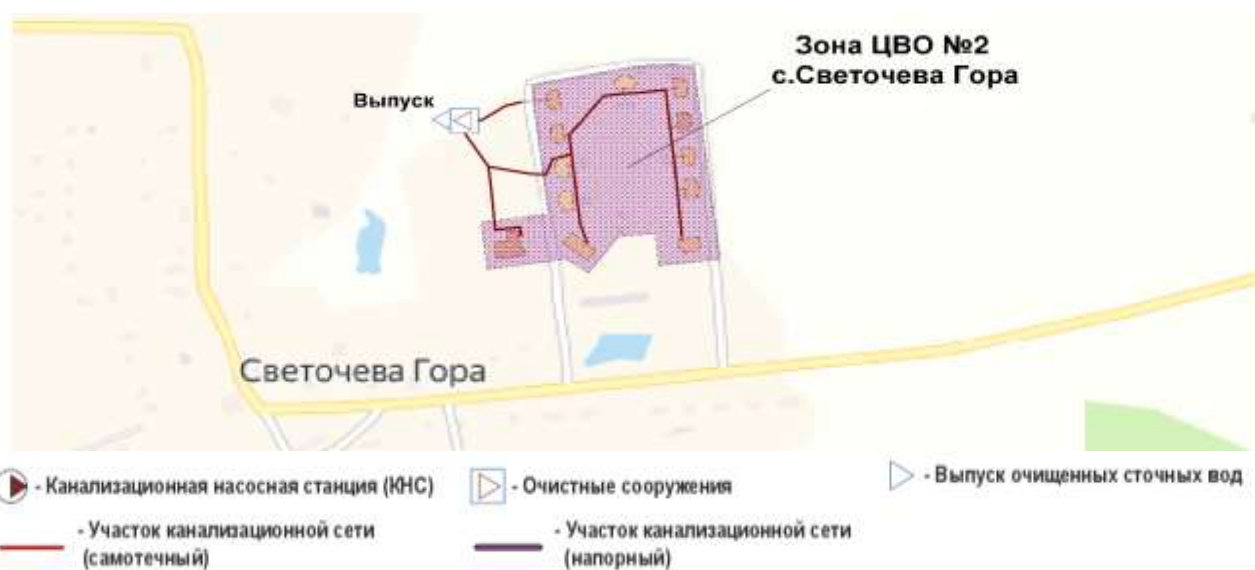 Зона ЦВО №2
с.Светочева Гора
Выпуск
Светочева Гора
- Канализационная насосная станция (КНС)
- Очистные сооружения
- Выпуск очищенных сточных вод
- Участок канализационной сети
(самотечный)
- Участок канализационной сети
(напорный)